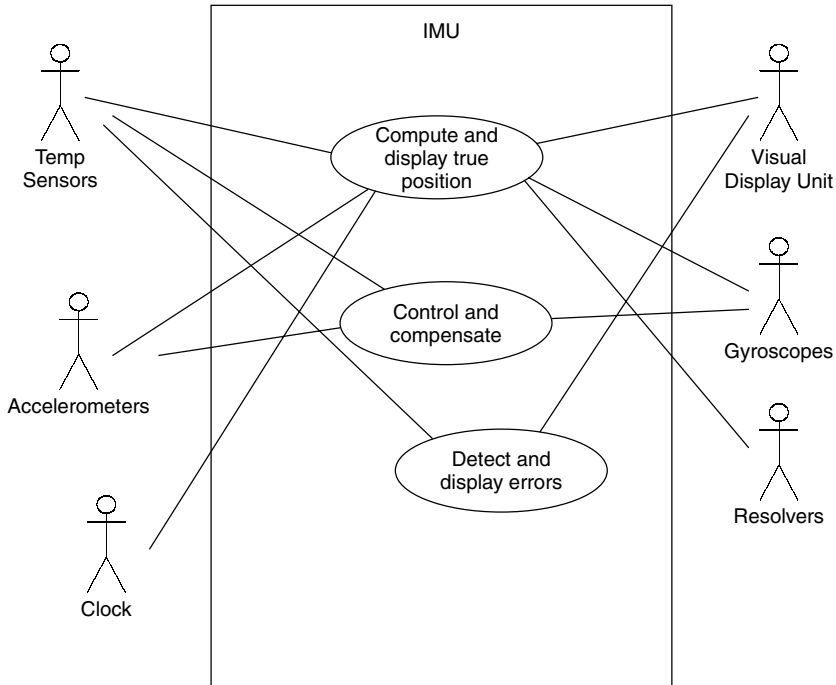 IMU
Temp
Sensors
Compute and
display true
position
Visual
Display Unit
Control and
compensate
Gyroscopes
Accelerometers
Detect and
display errors
Resolvers
Clock